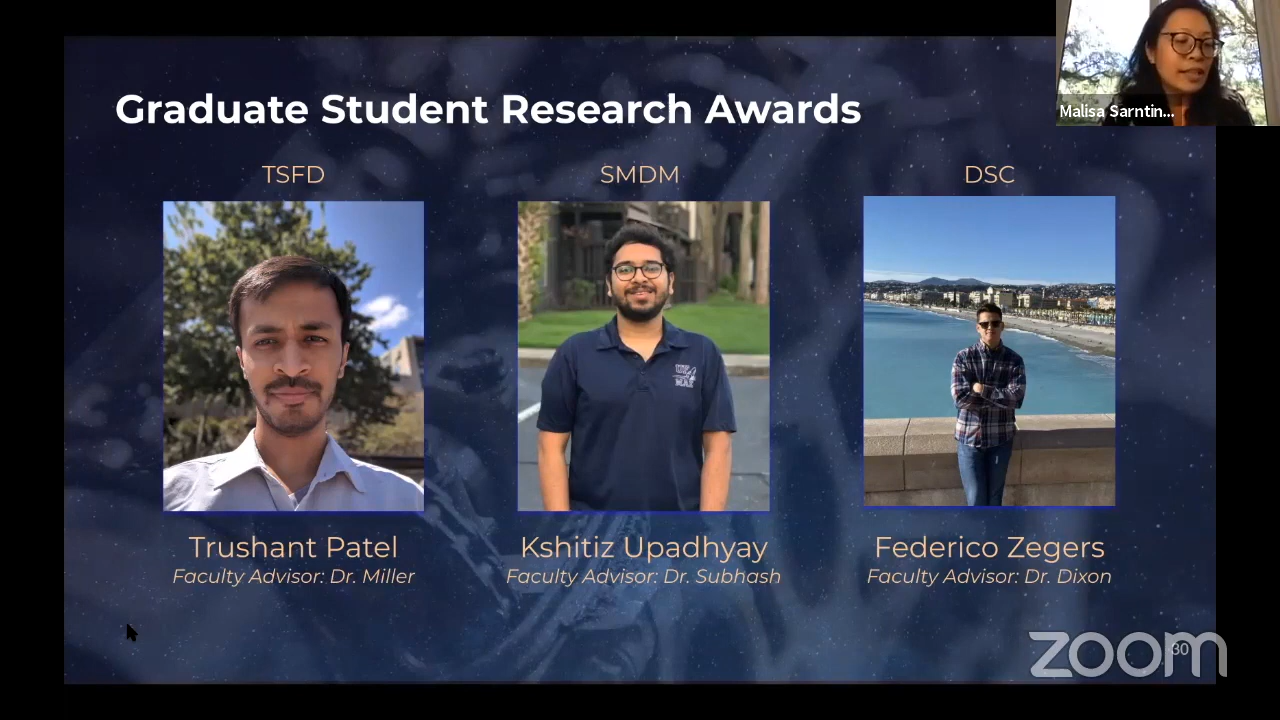 Graduate Student Research Awards
Malisa Sarntin...
TSFD
SMDM
DSC
Trushant Patel
Faculty Advisor: Dr. Miller
Kshitiz Upadhyay
Faculty Advisor: Dr. Subhash
Federico Zegers
Faculty Advisor: Dr. Dixon
zoom
30